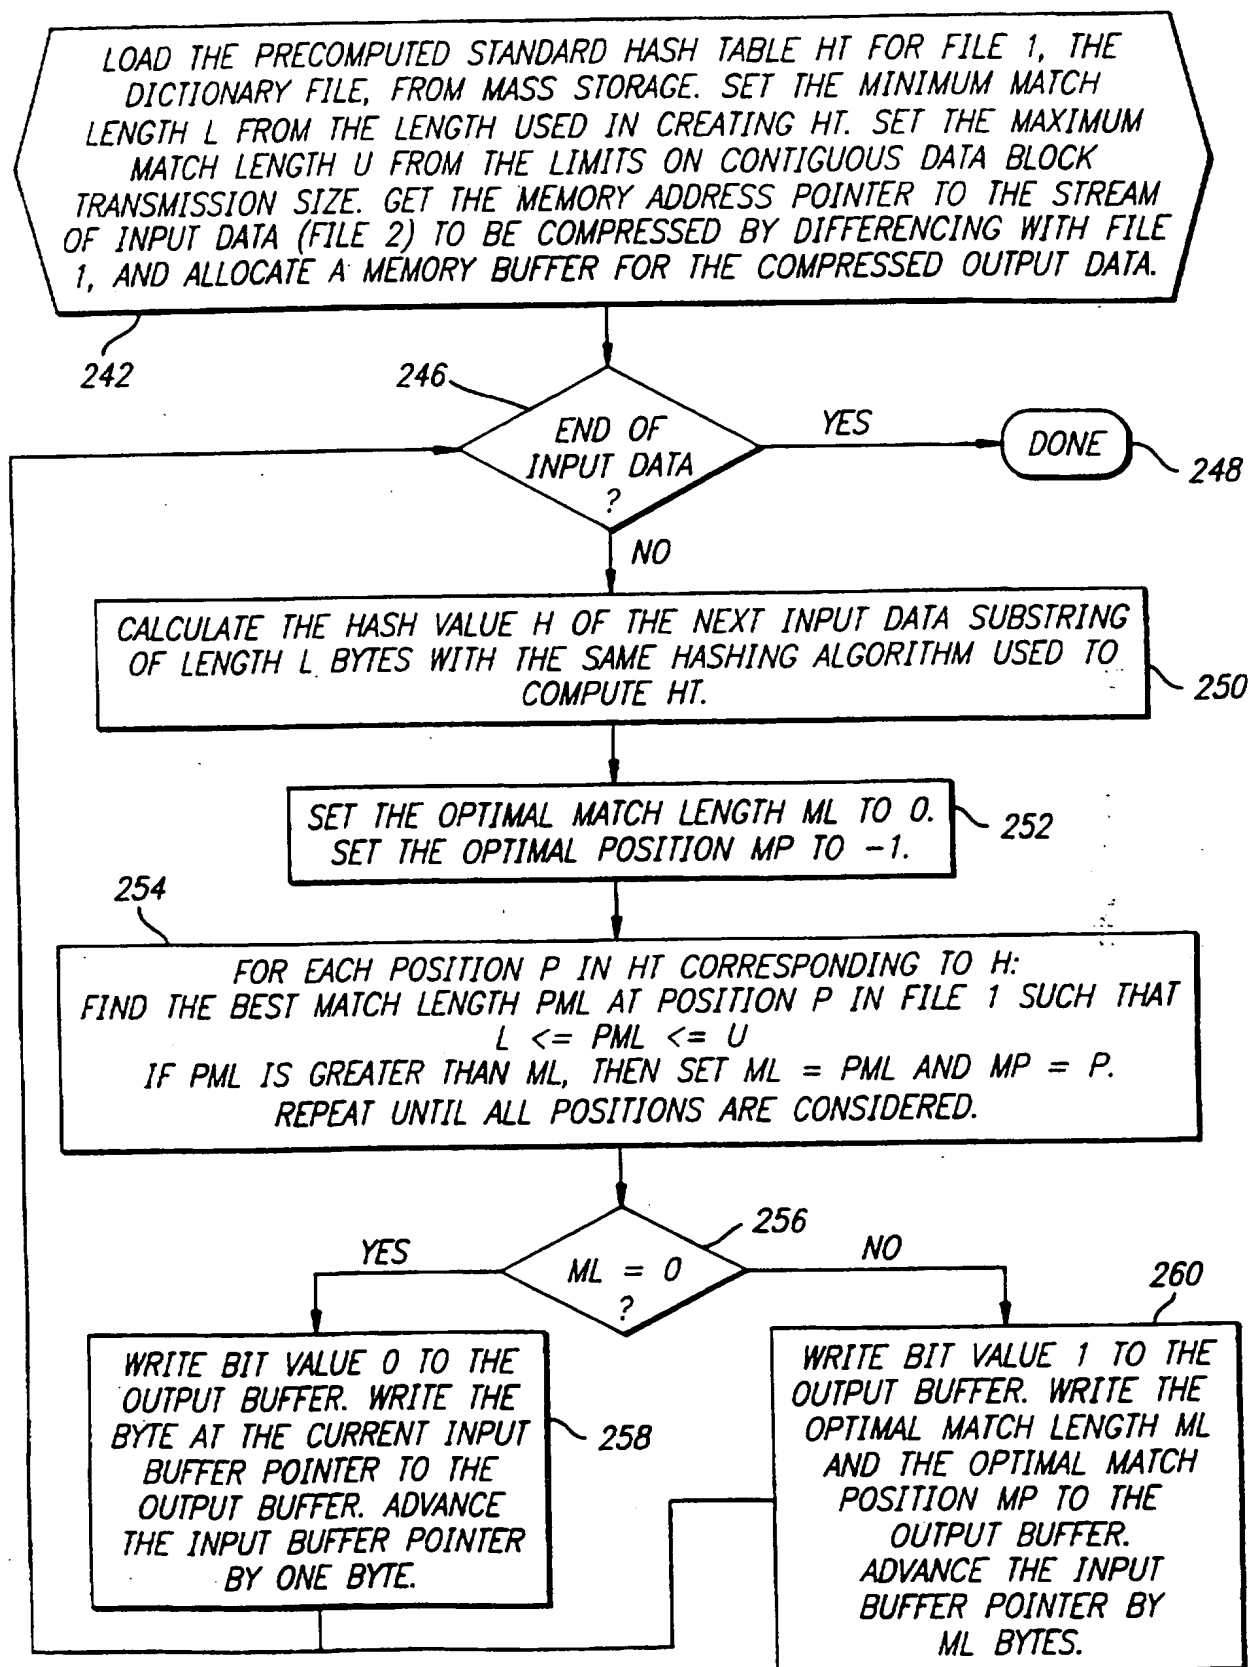 LOAD THE PRECOMPUTED STANDARD HASH TABLE HT FOR FILE 1, THE
DICTIONARY FILE, FROM MASS STORAGE. SET THE MINIMUM MATCH
LENGTH L FROM THE LENGTH USED IN CREATING HT. SET THE MAXIMUM
MATCH LENGTH U FROM THE LIMITS ON CONTIGUOUS DATA BLOCK
TRANSMISSION SIZE. GET THE MEMORY ADDRESS POINTER TO THE STREAM
OF INPUT DATA (FILE 2) TO BE COMPRESSED BY DIFFERENCING WITH FILE
1, AND ALLOCATE A MEMORY BUFFER FOR THE COMPRESSED OUTPUT DATA.
242
246
END OF
INPUT DATA
?
YES
DONE
248
NO
CALCULATE THE HASH VALUE H OF THE NEXT INPUT DATA SUBSTRING
OF LENGTH L BYTES WITH THE SAME HASHING ALGORITHM USED TO
COMPUTE HT.
250
SET THE OPTIMAL MATCH LENGTH ML TO 0.
SET THE OPTIMAL POSITION MP TO -1.
252
254
FOR EACH POSITION P IN HT CORRESPONDING TO H:
FIND THE BEST MATCH LENGTH PML AT POSITION P IN FILE 1 SUCH THAT
L <= PML <= U
IF PML IS GREATER THAN ML, THEN SET ML = PML AND MP = P.
REPEAT UNTIL ALL POSITIONS ARE CONSIDERED.
256
YES
ML = 0
?
NO
260
WRITE BIT VALUE 0 TO THE
OUTPUT BUFFER. WRITE THE
BYTE AT THE CURRENT INPUT
BUFFER POINTER TO THE
OUTPUT BUFFER. ADVANCE
THE INPUT BUFFER POINTER
BY ONE BYTE.
258
WRITE BIT VALUE 1 TO THE
OUTPUT BUFFER. WRITE THE
OPTIMAL MATCH LENGTH ML
AND THE OPTIMAL MATCH
POSITION MP TO THE
OUTPUT BUFFER.
ADVANCE THE INPUT
BUFFER POINTER BY
ML BYTES.